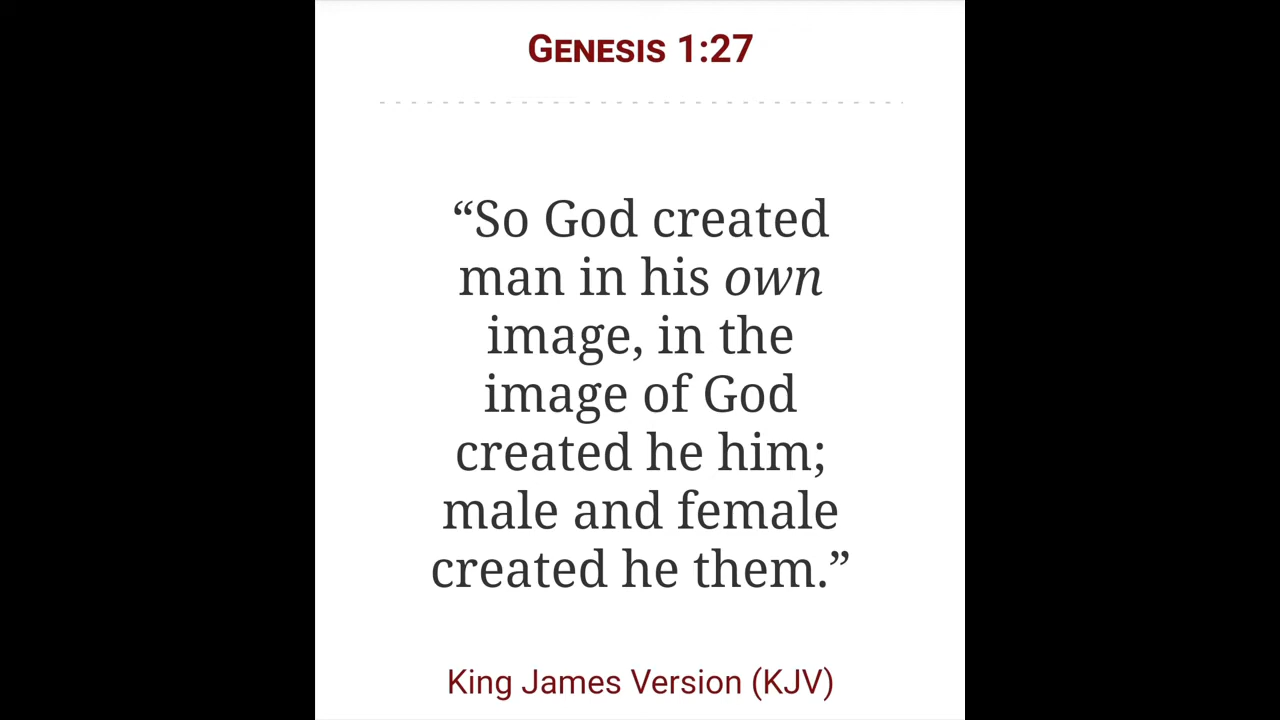 Genesis 1:27
“So God created
man in his own
image, in the
image of God
created he him;
male and female
created he them.”
King James Version (KJV)